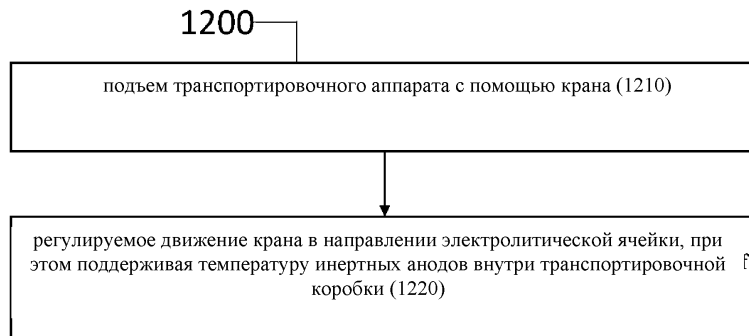 1200
подъем транспортировочного аппарата с помощью крана (1210)
регулируемое движение крана в направлении электролитической ячейки, при
этом поддерживая температуру инертных анодов внутри транспортировочной
коробки (1220)